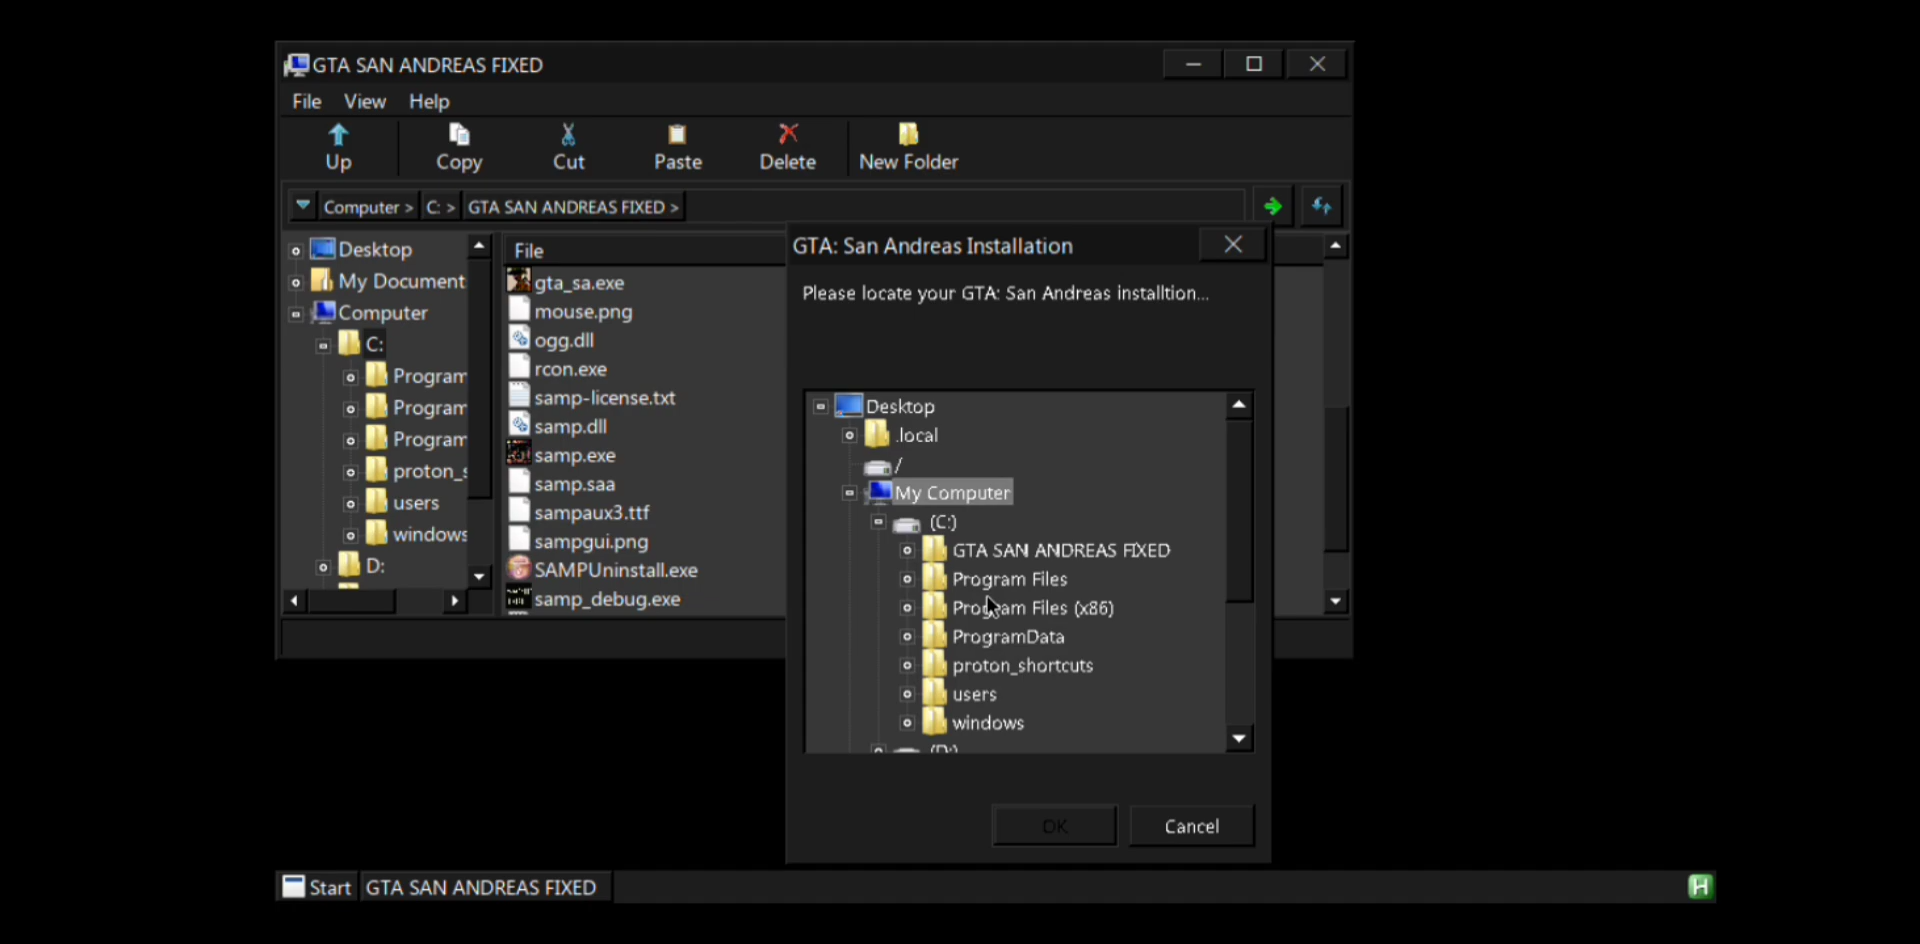 GTA SAN ANDREAS FIXED
File View Help
Up Copy Cut Paste Delete New Folder
Computer > C: > GTA SAN ANDREAS FIXED >
Desktop
My Document
Computer
C:
Program
Program
Program
proton_s
users
windows
D:
File
gta_sa.exe
mouse.png
ogg.dll
rcon.exe
samp-license.txt
samp.dll
samp.exe
samp.saa
sampaux3.ttf
sampgui.png
SAMPUninstall.exe
samp_debug.exe
GTA: San Andreas Installation
Please locate your GTA: San Andreas installtion...
Desktop
.local
/
My Computer
(C:)
GTA SAN ANDREAS FIXED
Program Files
Program Files (x86)
ProgramData
proton_shortcuts
users
windows
(D:)
OK Cancel
Start GTA SAN ANDREAS FIXED
H